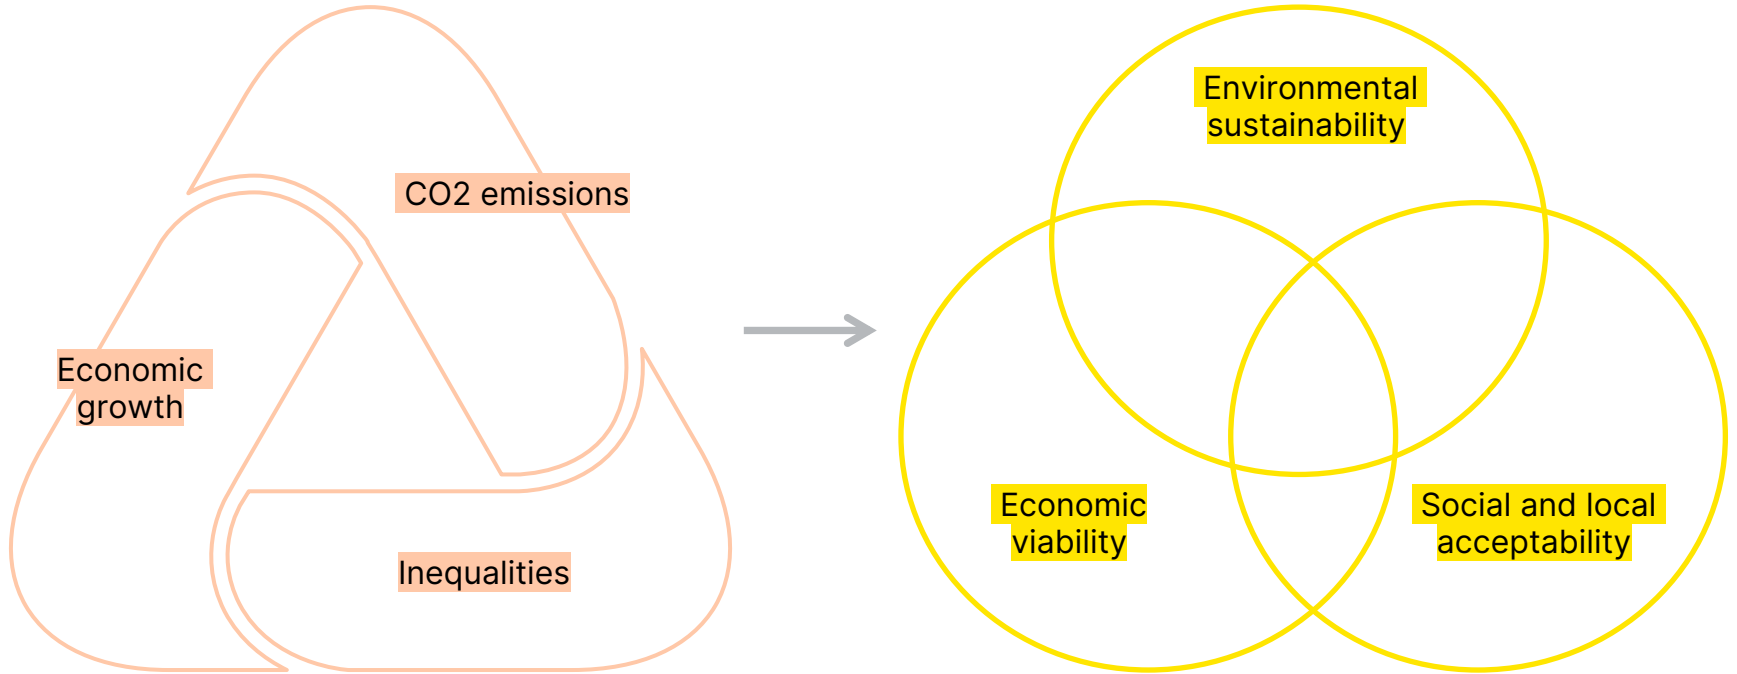 CO2 emissions
Economic
growth
Inequalities
Environmental
sustainability
Economic
viability
Social and local
acceptability